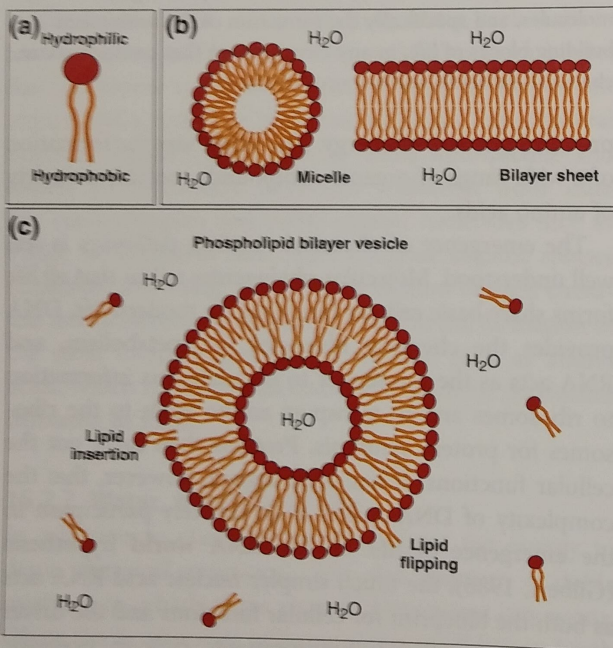 (a)
Hydrophilic
Hydrophobic
(b)
H₂O
H₂O
H₂O
Micelle
H₂O
Bilayer sheet
(c)
Phospholipid bilayer vesicle
H₂O
H₂O
H₂O
Lipid
insertion
Lipid
flipping
H₂O
H₂O